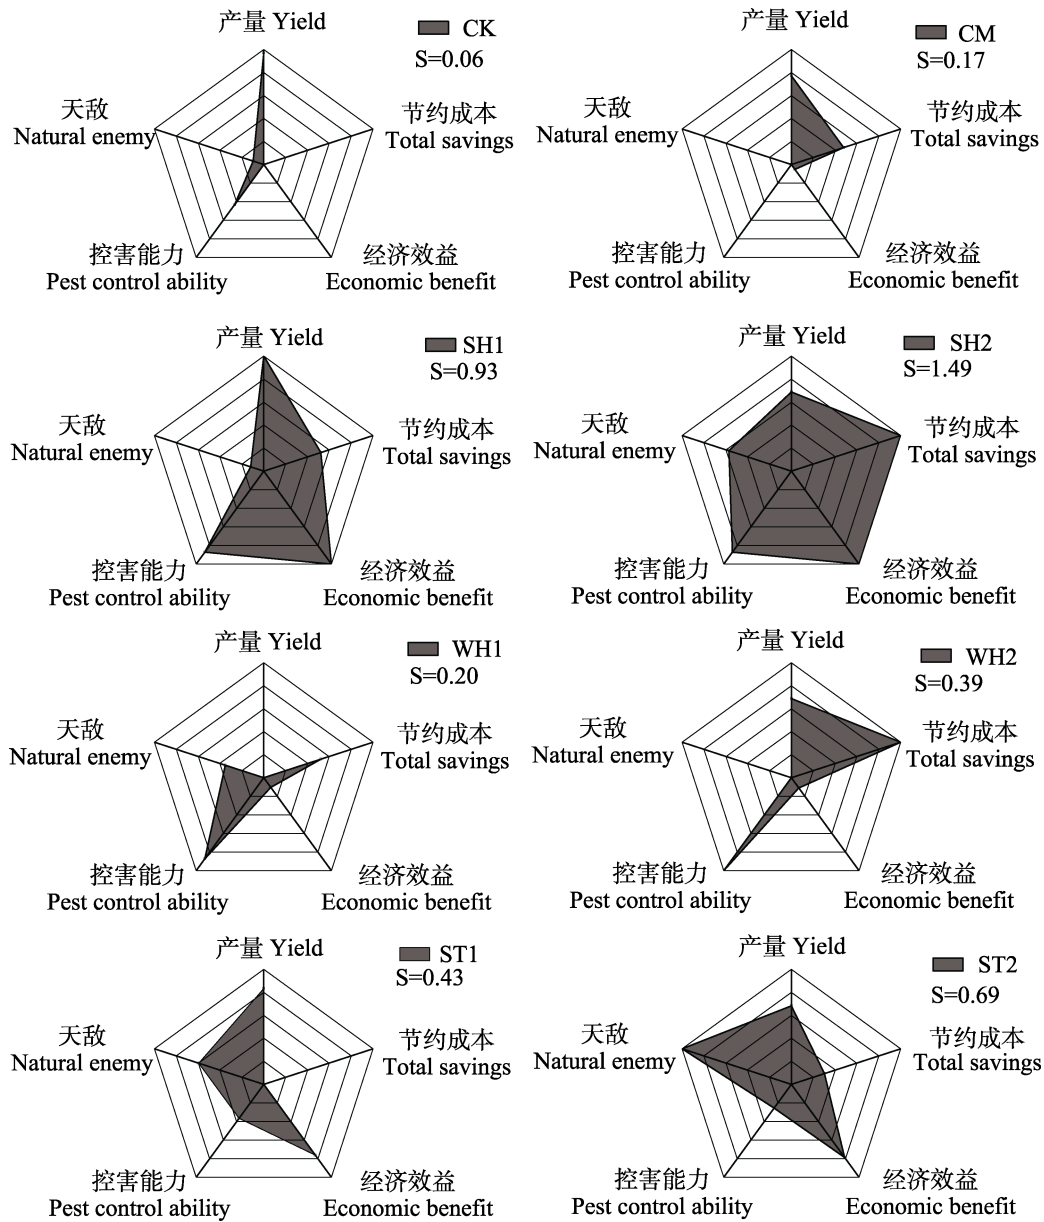 产量 Yield
CK
S=0.06
天敌
Natural enemy
节约成本
Total savings
控害能力
Pest control ability
经济效益
Economic benefit
产量 Yield
CM
S=0.17
天敌
Natural enemy
节约成本
Total savings
控害能力
Pest control ability
经济效益
Economic benefit
产量 Yield
SH1
S=0.93
天敌
Natural enemy
节约成本
Total savings
控害能力
Pest control ability
经济效益
Economic benefit
产量 Yield
SH2
S=1.49
天敌
Natural enemy
节约成本
Total savings
控害能力
Pest control ability
经济效益
Economic benefit
产量 Yield
WH1
S=0.20
天敌
Natural enemy
节约成本
Total savings
控害能力
Pest control ability
经济效益
Economic benefit
产量 Yield
WH2
S=0.39
天敌
Natural enemy
节约成本
Total savings
控害能力
Pest control ability
经济效益
Economic benefit
产量 Yield
ST1
S=0.43
天敌
Natural enemy
节约成本
Total savings
控害能力
Pest control ability
经济效益
Economic benefit
产量 Yield
ST2
S=0.69
天敌
Natural enemy
节约成本
Total savings
控害能力
Pest control ability
经济效益
Economic benefit